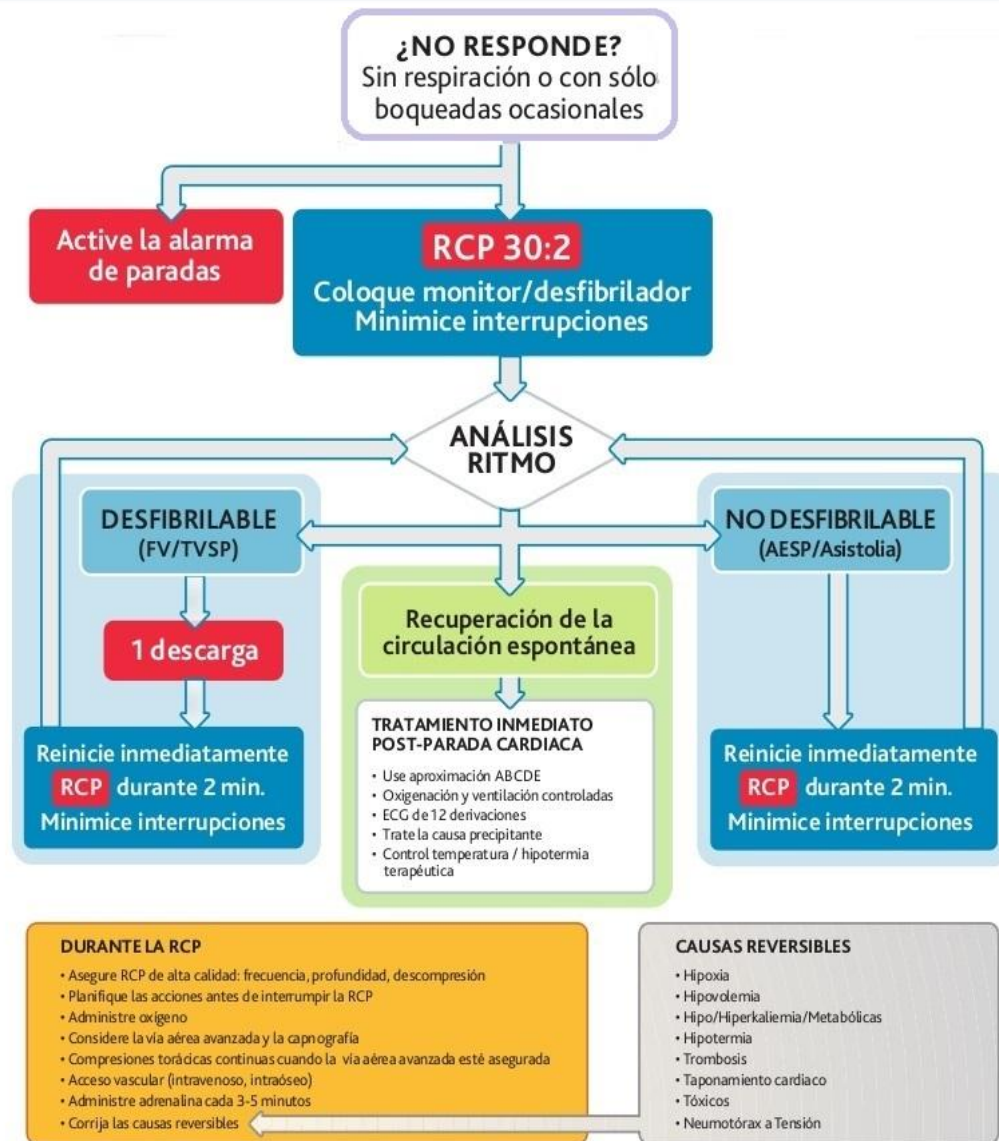 ¿NO RESPONDE?
Sin respiración o con sólo
boqueadas ocasionales
Active la alarma
de paradas
RCP 30:2
Coloque monitor/desfibrilador
Minimice interrupciones
ANÁLISIS
RITMO
DESFIBRILABLE
(FV/TVSP)
1 descarga
Reinicie inmediatamente
RCP durante 2 min.
Minimice interrupciones
Recuperación de la
circulación espontánea
TRATAMIENTO INMEDIATO
POST-PARADA CARDIACA
• Use aproximación ABCDE
• Oxigenación y ventilación controladas
• ECG de 12 derivaciones
• Trate la causa precipitante
• Control temperatura / hipotermia
terapéutica
NO DESFIBRILABLE
(AESP/Asistolia)
Reinicie inmediatamente
RCP durante 2 min.
Minimice interrupciones
DURANTE LA RCP
• Asegure RCP de alta calidad: frecuencia, profundidad, descompresión
• Planifique las acciones antes de interrumpir la RCP
• Administre oxígeno
• Considere la vía aérea avanzada y la capnografía
• Compresiones torácicas continuas cuando la vía aérea avanzada esté asegurada
• Acceso vascular (intravenoso, intraóseo)
• Administre adrenalina cada 3-5 minutos
• Corrija las causas reversibles
CAUSAS REVERSIBLES
• Hipoxia
• Hipovolemia
• Hipo/Hiperkaliemia/Metabólicas
• Hipotermia
• Trombosis
• Taponamiento cardiaco
• Tóxicos
• Neumotórax a Tensión